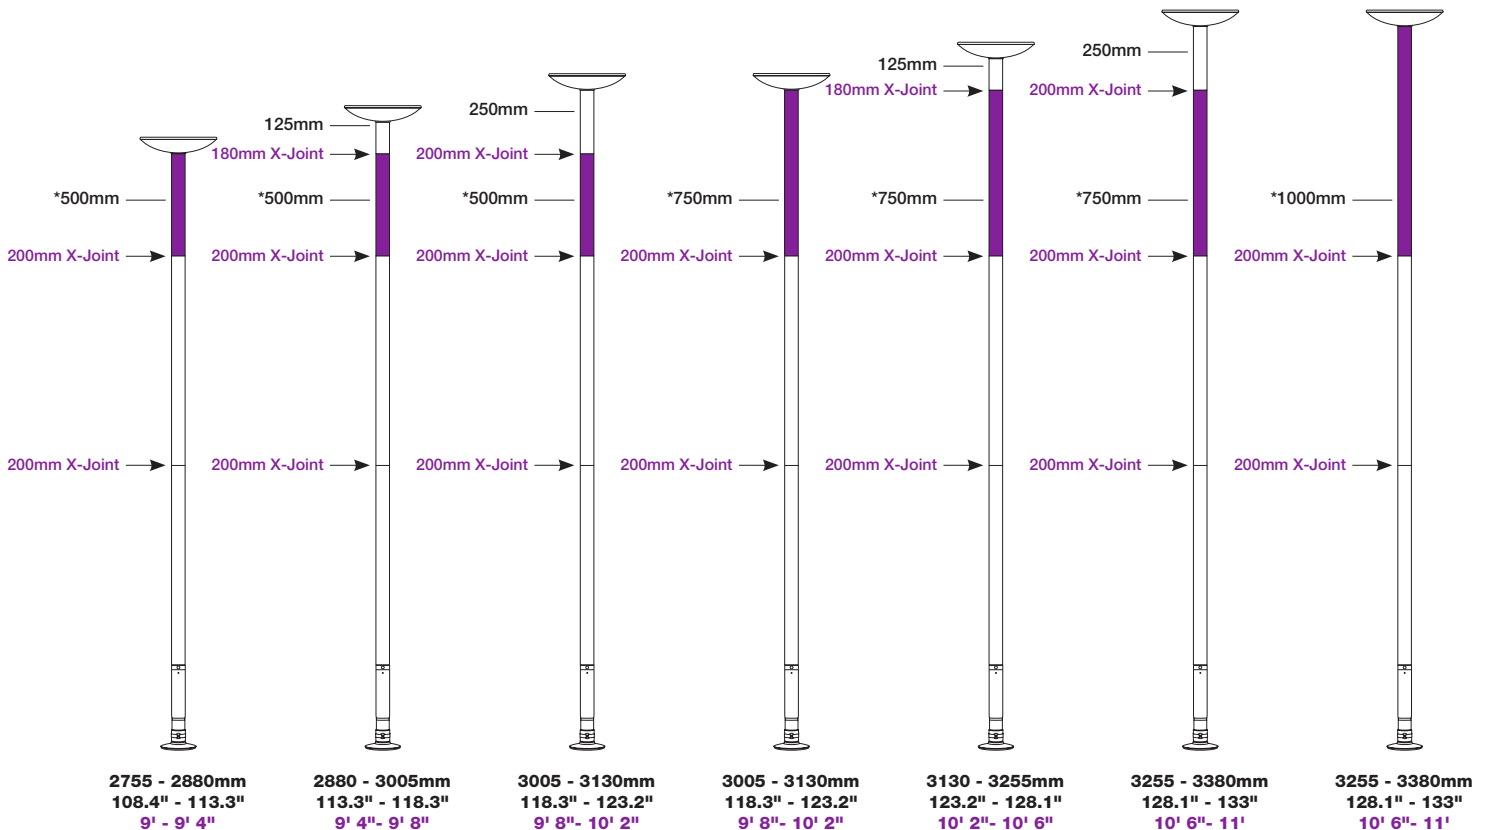 125mm
180mm X-Joint
*500mm
200mm X-Joint
200mm X-Joint
2755 - 2880mm
108.4" - 113.3"
9' - 9' 4"
*500mm
200mm X-Joint
200mm X-Joint
2880 - 3005mm
113.3" - 118.3"
9' 4"- 9' 8"
250mm
200mm X-Joint
*500mm
200mm X-Joint
200mm X-Joint
3005 - 3130mm
118.3" - 123.2"
9' 8"- 10' 2"
*750mm
200mm X-Joint
200mm X-Joint
3005 - 3130mm
118.3" - 123.2"
9' 8"- 10' 2"
125mm
180mm X-Joint
*750mm
200mm X-Joint
200mm X-Joint
3130 - 3255mm
123.2" - 128.1"
10' 2"- 10' 6"
250mm
200mm X-Joint
*750mm
200mm X-Joint
200mm X-Joint
3255 - 3380mm
128.1" - 133"
10' 6"- 11'
*1000mm
200mm X-Joint
200mm X-Joint
3255 - 3380mm
128.1" - 133"
10' 6"- 11'